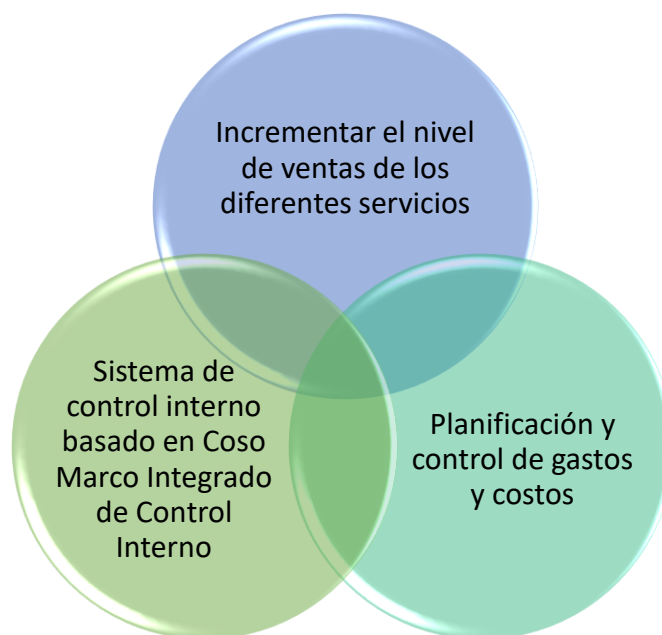 Incrementar el nivel
de ventas de los
diferentes servicios
Sistema de
control interno
basado en Coso
Marco Integrado
de Control
Interno
Planificación y
control de gastos
y costos